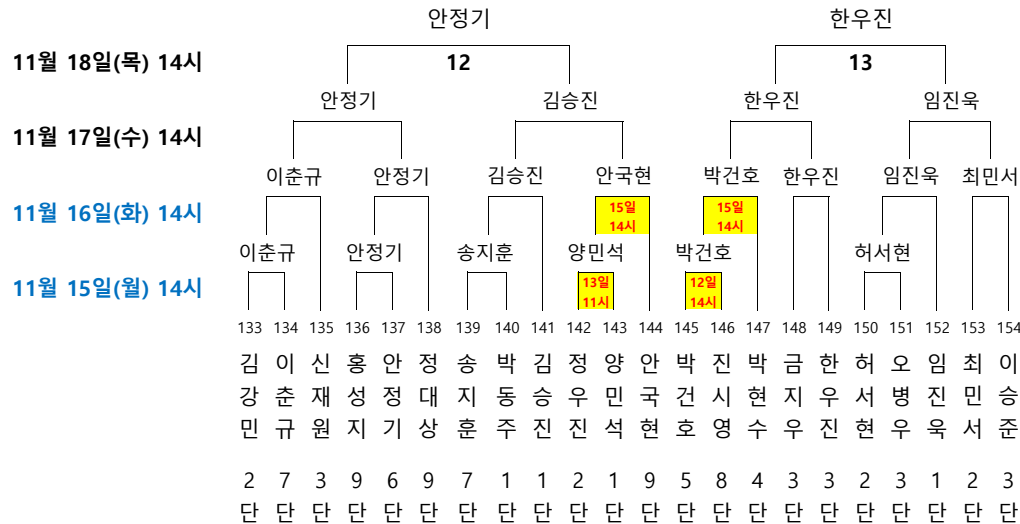 안정기 한우진
11월 18일(목) 14시 12 13
안정기 김승진 한우진 임진욱
11월 17일(수) 14시
이춘규 안정기 김승진 안국현 박건호 한우진 임진욱 최민서
11월 16일(화) 14시 15일 14시 15일 14시
이춘규 안정기 송지훈 양민석 박건호 허서현
11월 15일(월) 14시 13일 11시 12일 14시
133 134 135 136 137 138 139 140 141 142 143 144 145 146 147 148 149 150 151 152 153 154
김강민 이춘규 신재원 홍성지 안정기 정대상 송지훈 박동주 김승진 정우진 양민석 안국현 박건호 진시영 박현수 금지우 한우진 허서현 오병우 임진욱 최민서 이승준
2단 7단 3단 9단 6단 9단 7단 1단 1단 2단 1단 9단 5단 8단 4단 3단 3단 2단 3단 1단 2단 3단